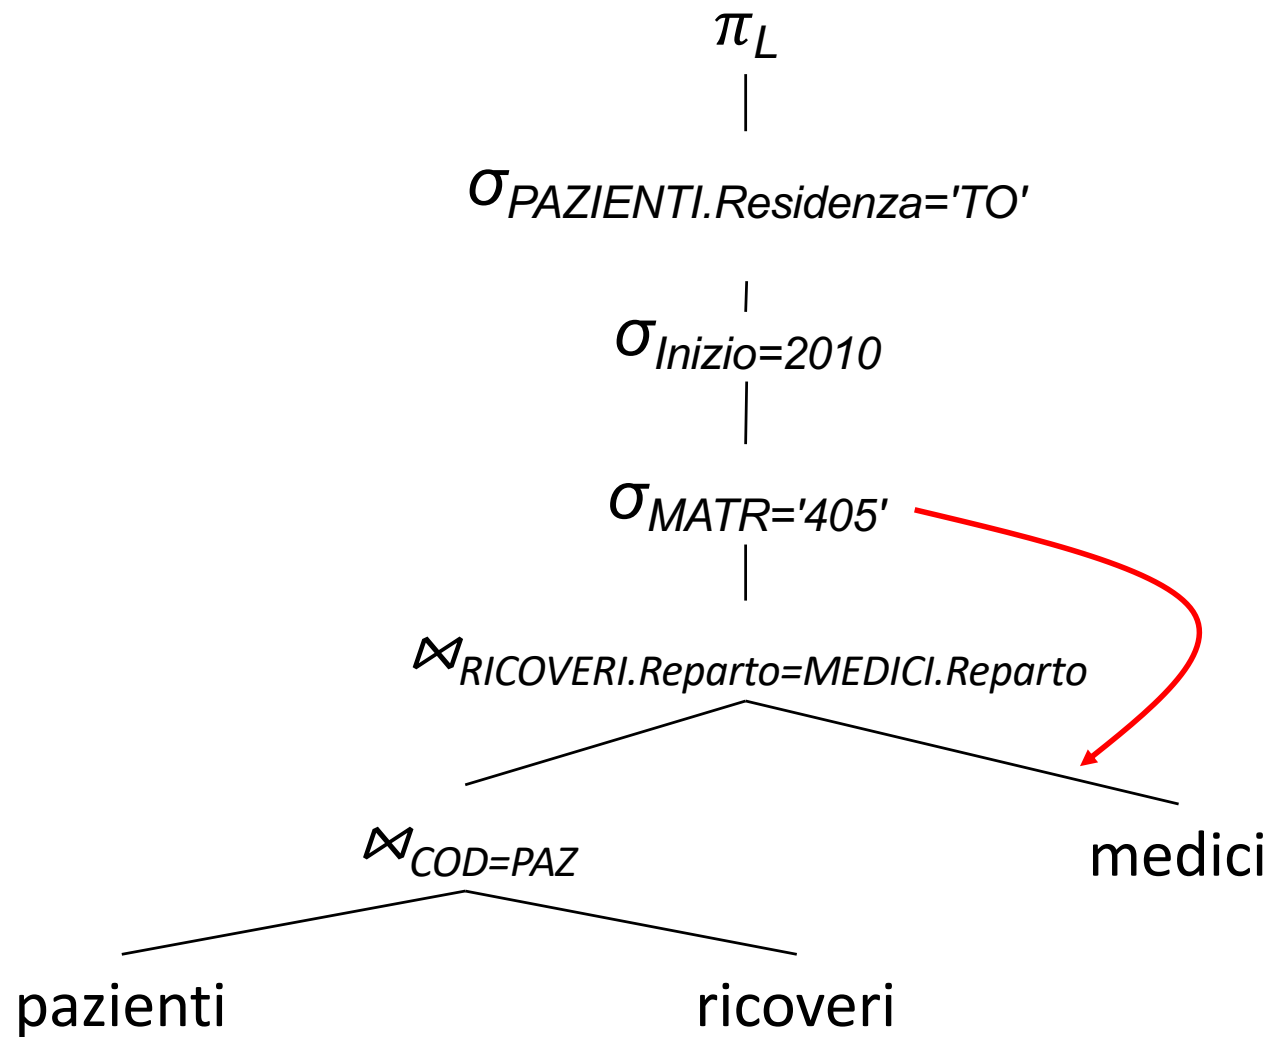 π_L
σ_PAZIENTI.Residenza='TO'
σ_Inizio=2010
σ_MATR='405'
⋈_RICOVERI.Reparto=MEDICI.Reparto
⋈_COD=PAZ
medici
pazienti
ricoveri